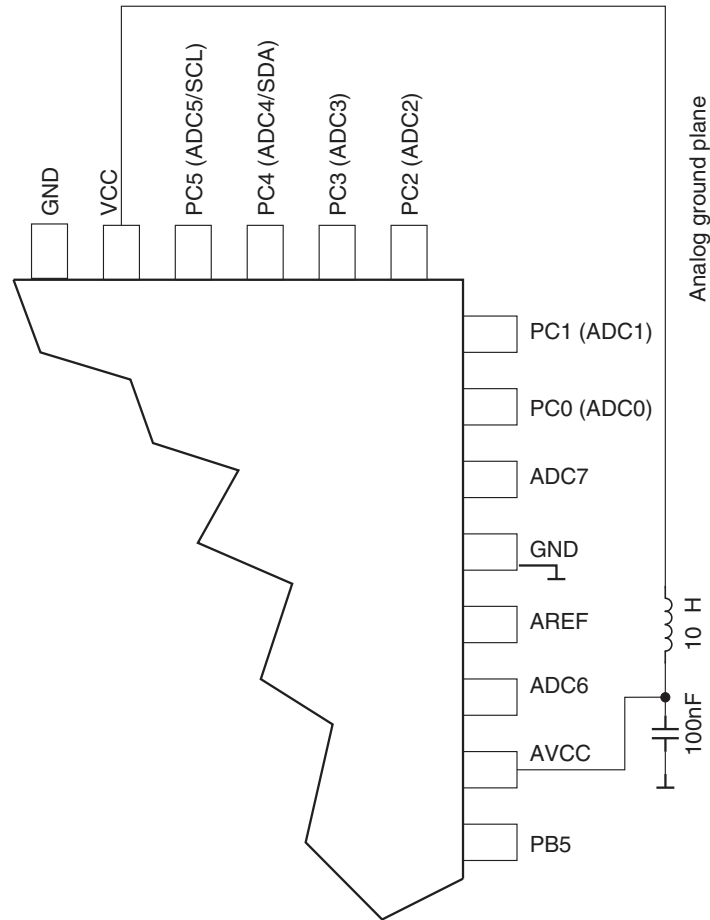 GND
VCC
PC5 (ADC5/SCL)
PC4 (ADC4/SDA)
PC3 (ADC3)
PC2 (ADC2)
Analog ground plane
PC1 (ADC1)
PC0 (ADC0)
ADC7
GND
AREF
ADC6
AVCC
PB5
10 H
100nF